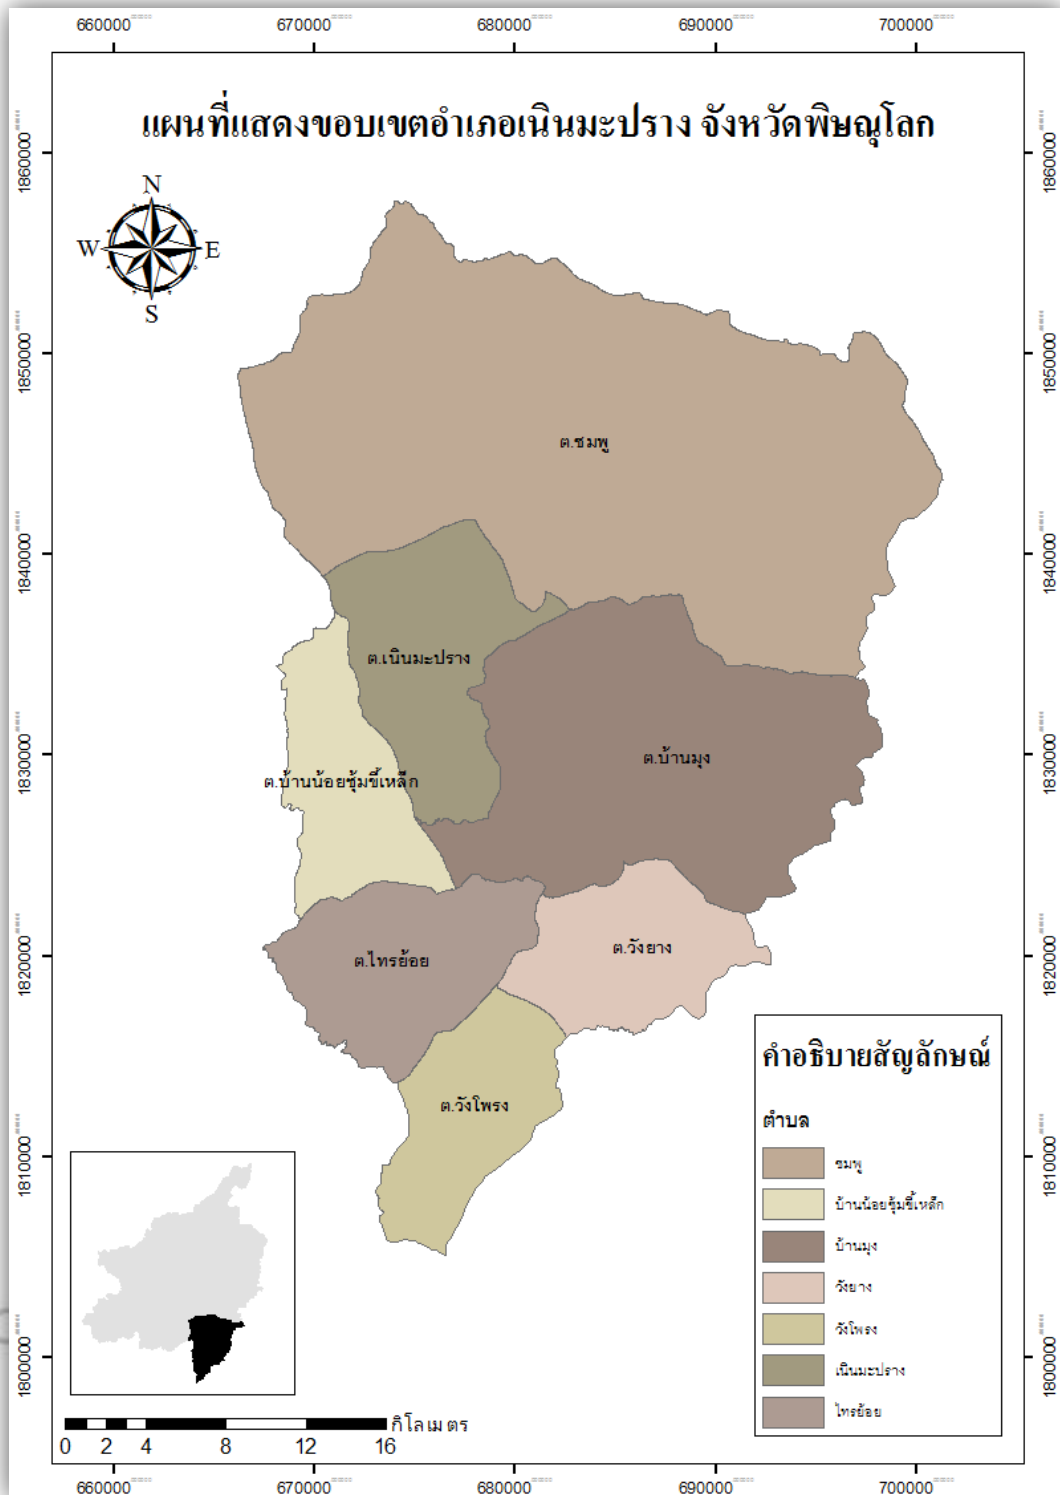 660000 670000 680000 690000 700000
แผนที่แสดงขอบเขตอำเภอเนินมะปราง จังหวัดพิษณุโลก
N
W E
S
1860000 1860000
1850000 1850000
ต.ชมพู
1840000 1840000
ต.เนินมะปราง
ต.บ้านมุง
1830000 1830000
ต.บ้านน้อยซุ้มขี้เหล็ก
ต.วังยาง
ต.ไทรย้อย
1820000 1820000
คำอธิบายสัญลักษณ์
ต.วังโพรง
ตำบล
ชมพู
1810000 1810000
บ้านน้อยซุ้มขี้เหล็ก
บ้านมุง
วังยาง
วังโพรง
1800000 1800000
เนินมะปราง
ไทรย้อย
กิโลเมตร
0 2 4 8 12 16
660000 670000 680000 690000 700000